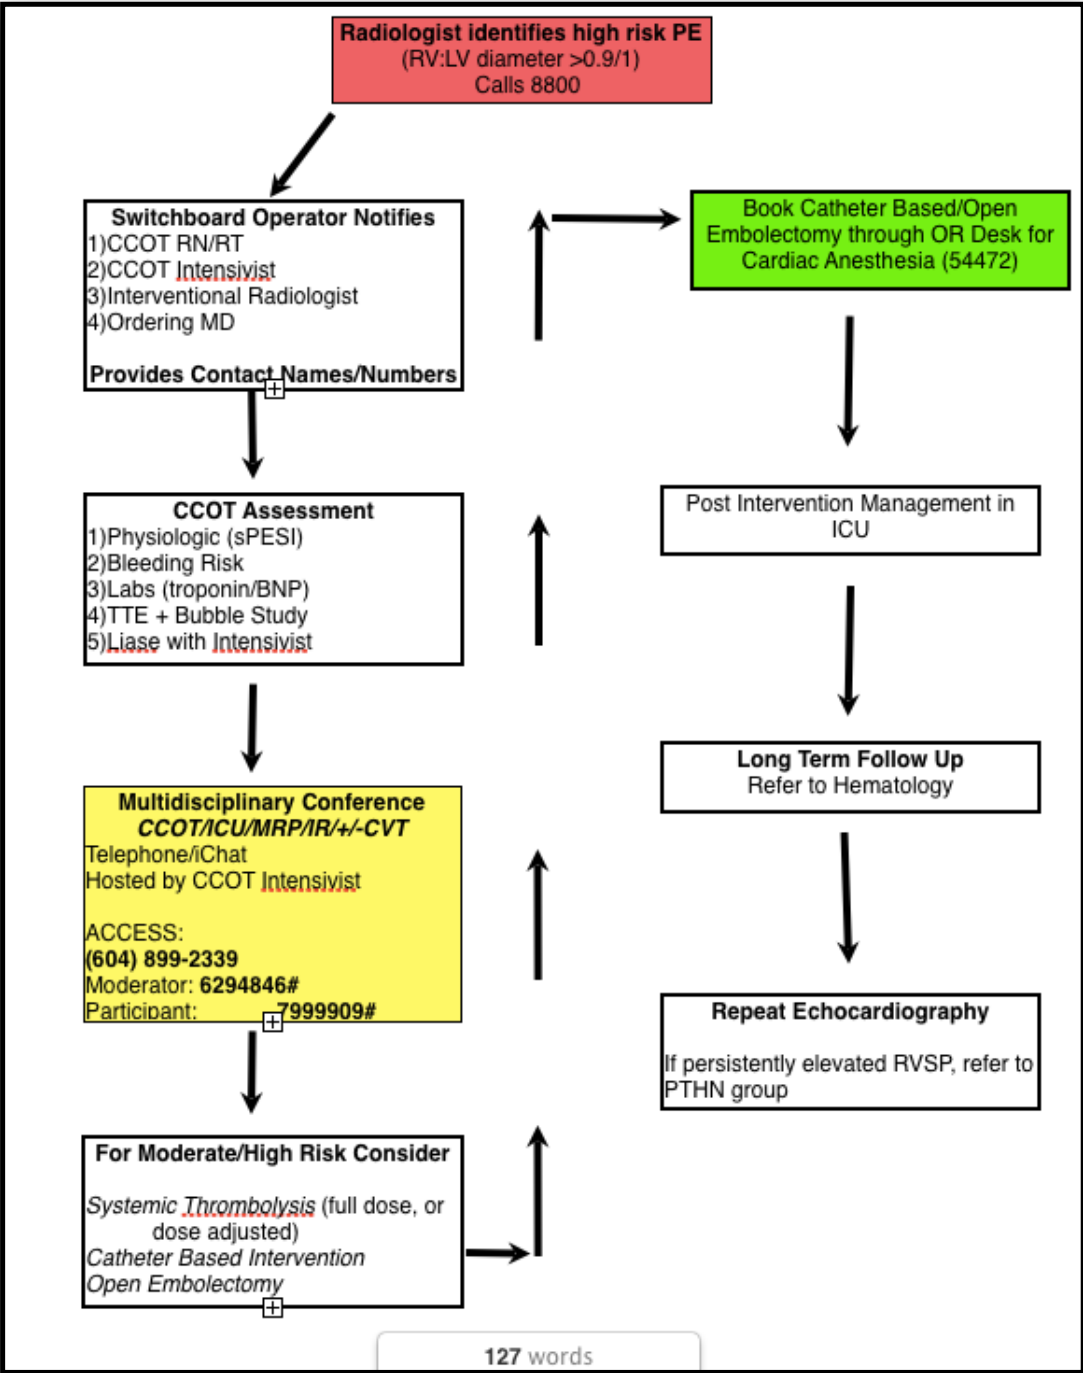 Radiologist identifies high risk PE
(RV:LV diameter >0.9/1)
Calls 8800
Switchboard Operator Notifies
1)CCOT RN/RT
2)CCOT Intensivist
3)Interventional Radiologist
4)Ordering MD
Provides Contact Names/Numbers
CCOT Assessment
1)Physiologic (sPESI)
2)Bleeding Risk
3)Labs (troponin/BNP)
4)TTE + Bubble Study
5)Liase with Intensivist
Multidisciplinary Conference
CCOT/ICU/MRP/IR/+/-CVT
Telephone/iChat
Hosted by CCOT Intensivist
ACCESS:
(604) 899-2339
Moderator: 6294846#
Participant: 7999909#
For Moderate/High Risk Consider
Systemic Thrombolysis (full dose, or
dose adjusted)
Catheter Based Intervention
Open Embolectomy
Book Catheter Based/Open
Embolectomy through OR Desk for
Cardiac Anesthesia (54472)
Post Intervention Management in
ICU
Long Term Follow Up
Refer to Hematology
Repeat Echocardiography
If persistently elevated RVSP, refer to
PTHN group
127 words